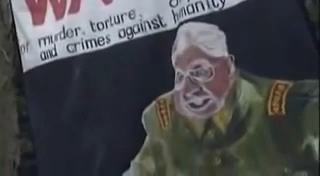 WA
of murder, torture,
and crimes against humanity